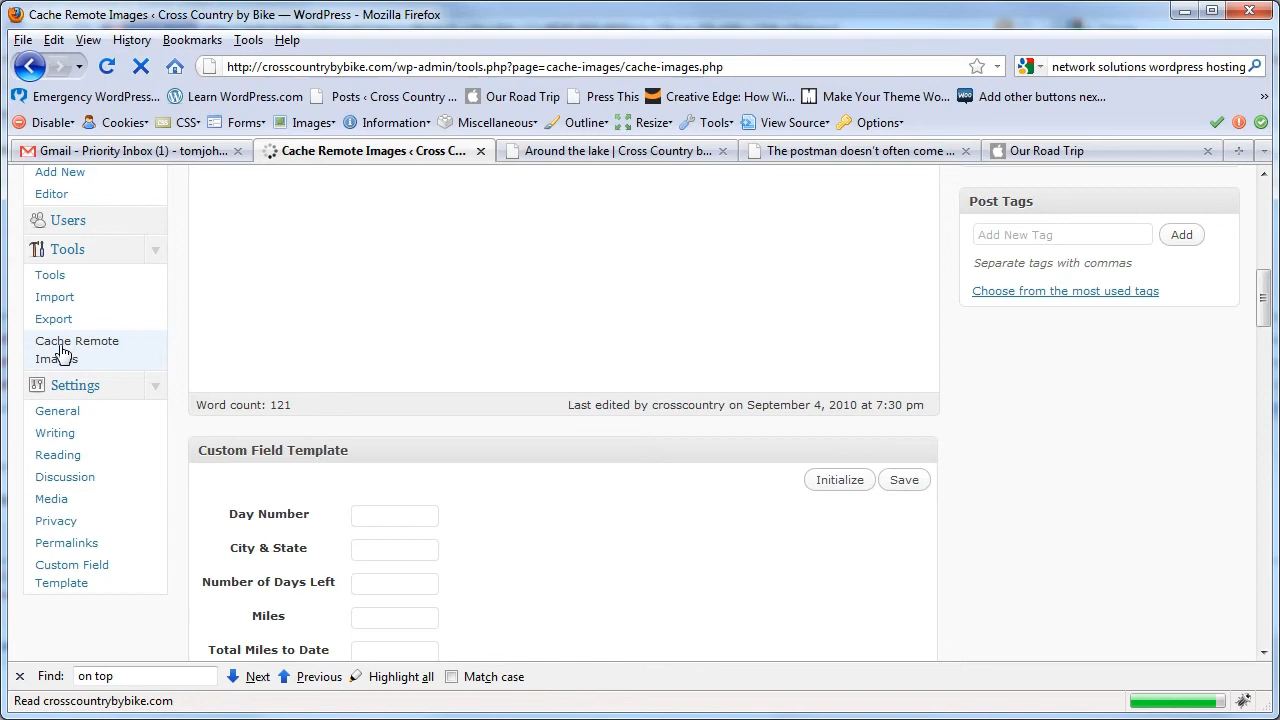 Cache Remote Images ‹ Cross Country by Bike — WordPress - Mozilla Firefox
File Edit View History Bookmarks Tools Help
http://crosscountrybybike.com/wp-admin/tools.php?page=cache-images/cache-images.php
network solutions wordpress hosting
Emergency WordPress... Learn WordPress.com Posts ‹ Cross Country ... Our Road Trip Press This Creative Edge: How Wi... Make Your Theme Wo... Add other buttons nex...
Disable Cookies CSS Forms Images Information Miscellaneous Outline Resize Tools View Source Options
Gmail - Priority Inbox (1) - tomjoh... Cache Remote Images ‹ Cross C... Around the lake | Cross Country b... The postman doesn't often come ... Our Road Trip
Add New
Editor
Users
Tools
Tools
Import
Export
Cache Remote
Images
Settings
General
Writing
Reading
Discussion
Media
Privacy
Permalinks
Custom Field
Template
Word count: 121 Last edited by crosscountry on September 4, 2010 at 7:30 pm
Custom Field Template
Initialize Save
Day Number
City & State
Number of Days Left
Miles
Total Miles to Date
Post Tags
Add New Tag Add
Separate tags with commas
Choose from the most used tags
Find: on top Next Previous Highlight all Match case
Read crosscountrybybike.com